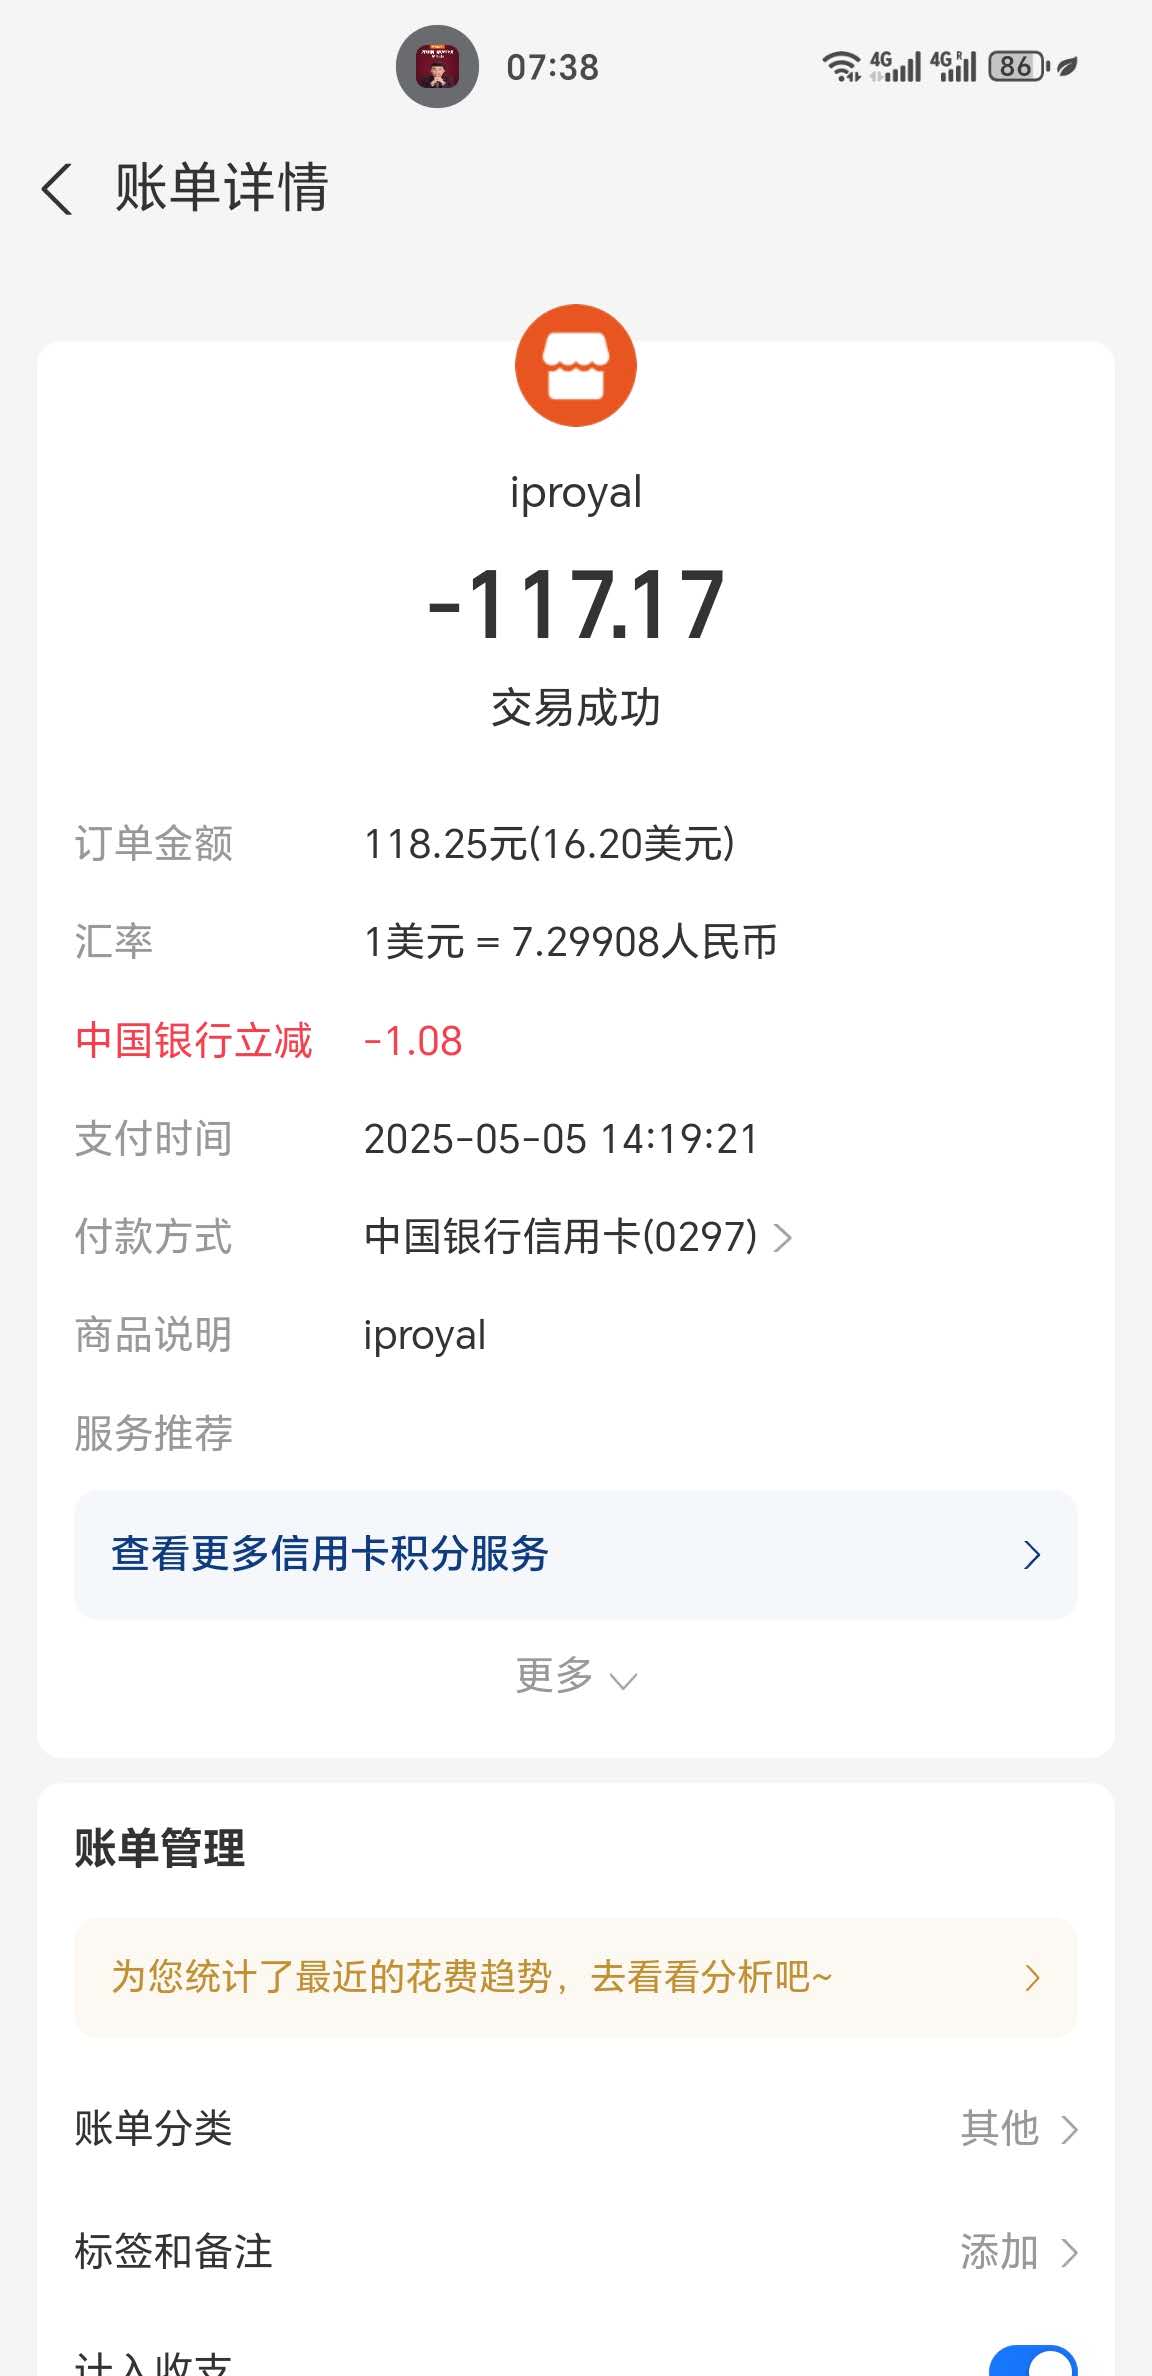 07:38
4G 4G R 86
账单详情
iproyal
-117.17
交易成功
订单金额 118.25元(16.20美元)
汇率 1美元 = 7.29908人民币
中国银行立减 -1.08
支付时间 2025-05-05 14:19:21
付款方式 中国银行信用卡(0297)
商品说明 iproyal
服务推荐
查看更多信用卡积分服务
更多
账单管理
为您统计了最近的花费趋势，去看看分析吧~
账单分类 其他
标签和备注 添加
计入收支